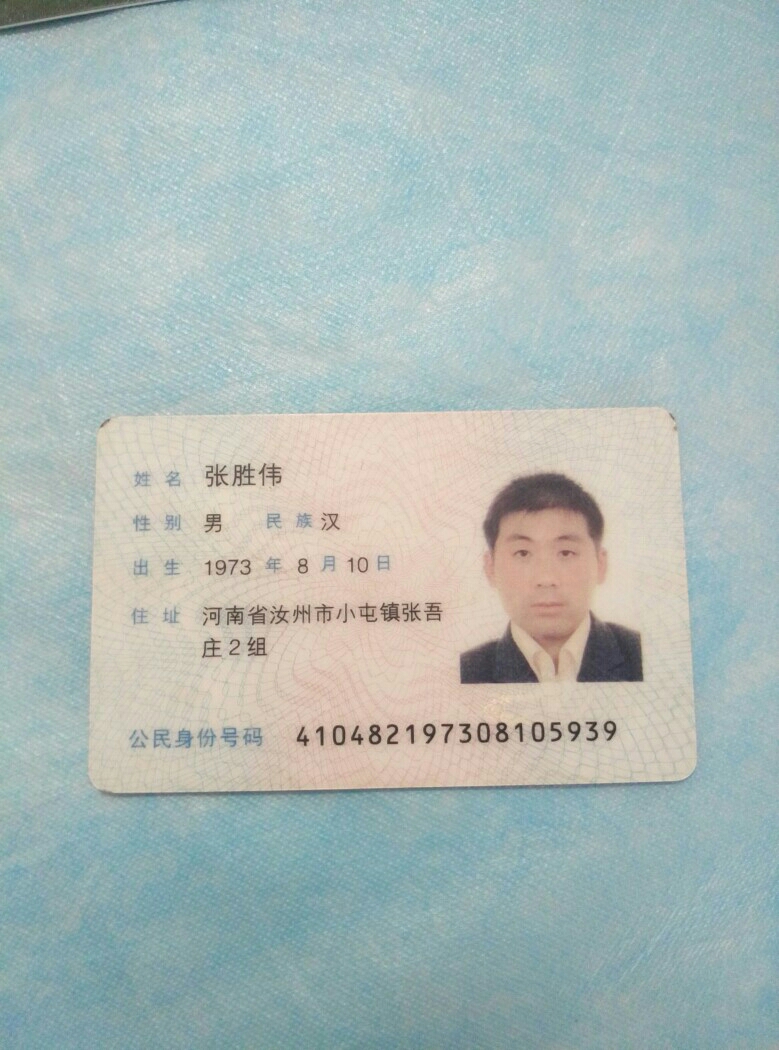 姓名 张胜伟
性别 男 民族 汉
出生 1973 年 8 月 10 日
住址 河南省汝州市小屯镇张吾
庄2组
公民身份号码 410482197308105939